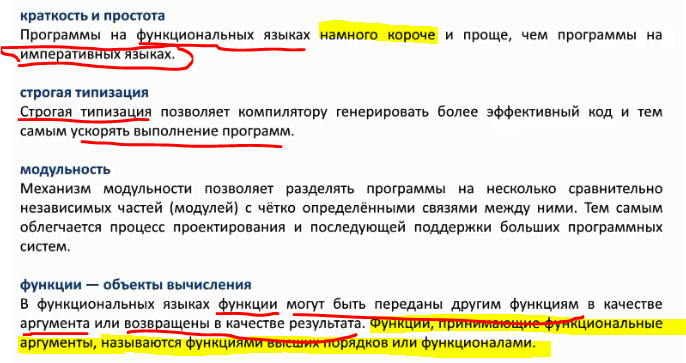 краткость и простота
Программы на функциональных языках намного короче и проще, чем программы на
императивных языках.
строгая типизация
Строгая типизация позволяет компилятору генерировать более эффективный код и тем
самым ускорять выполнение программ.
модульность
Механизм модульности позволяет разделять программы на несколько сравнительно
независимых частей (модулей) с чётко определёнными связями между ними. Тем самым
облегчается процесс проектирования и последующей поддержки больших программных
систем.
функции — объекты вычисления
В функциональных языках функции могут быть переданы другим функциям в качестве
аргумента или возвращены в качестве результата. Функции, принимающие функциональные
аргументы, называются функциями высших порядков или функционалами.